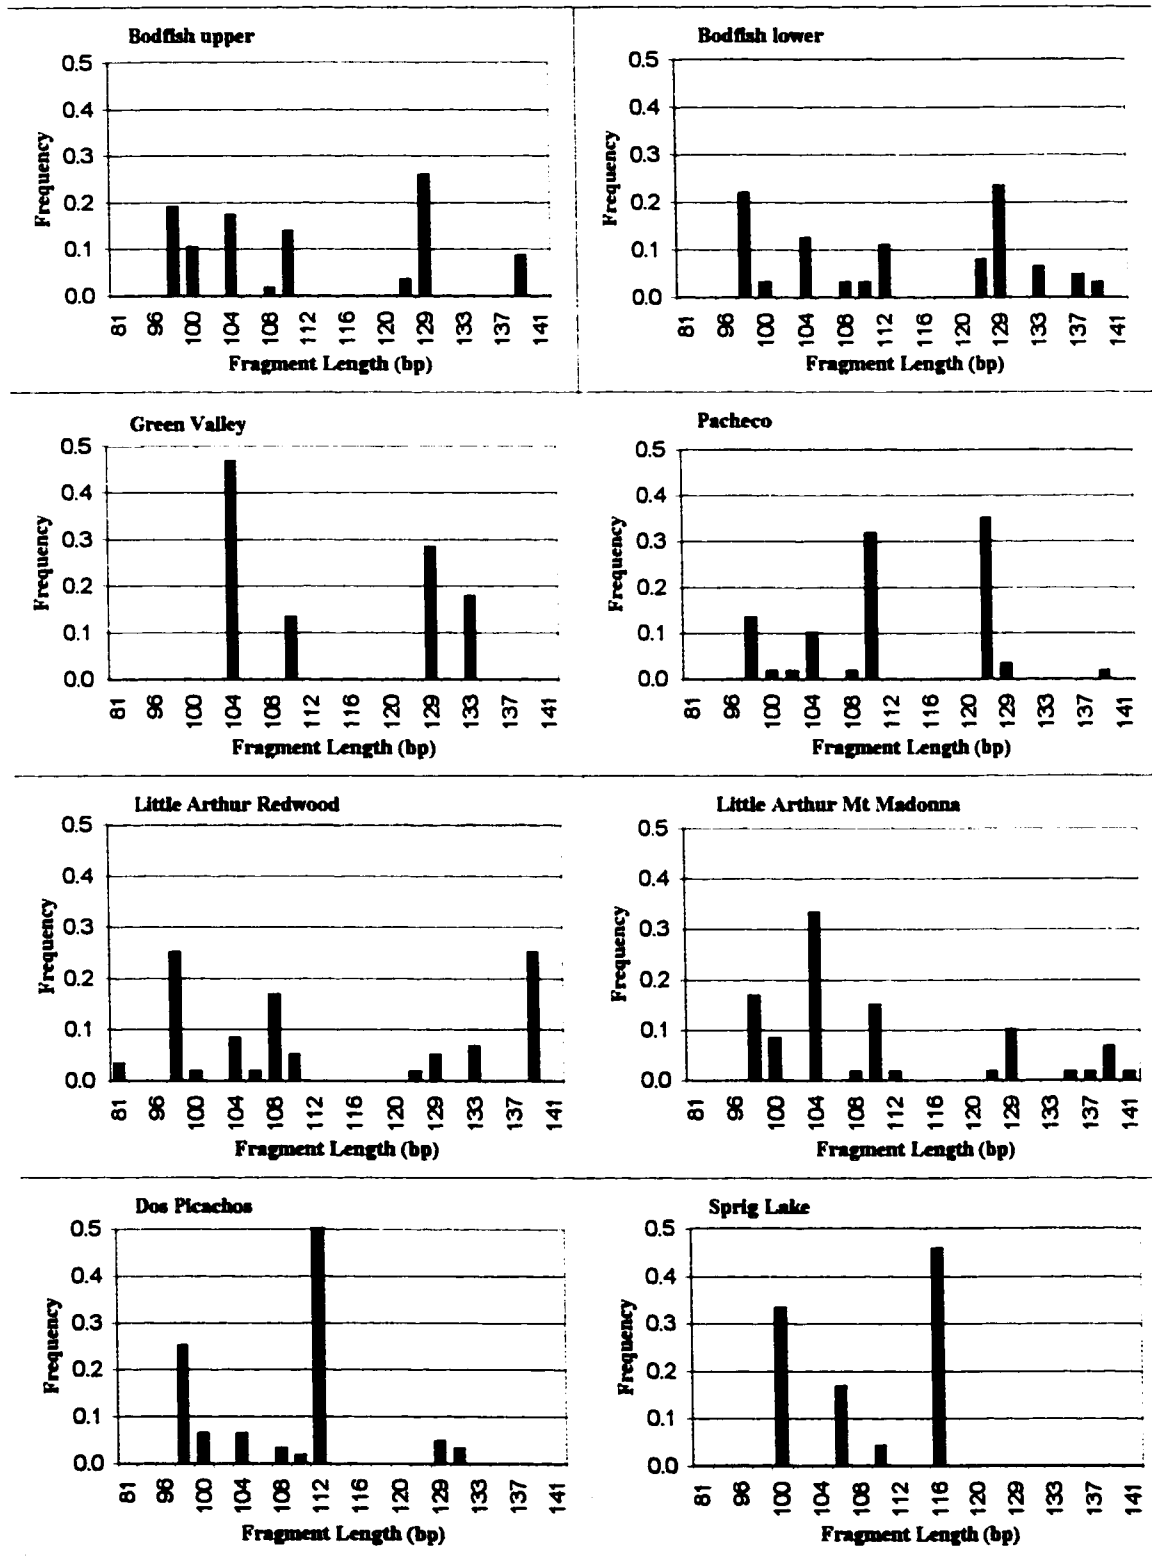 Bodfish upper
0.5
0.4
0.3
0.2
0.1
0.0
Frequency
81 96 100 104 108 112 116 120 129 133 137 141
Fragment Length (bp)
Bodfish lower
0.5
0.4
0.3
0.2
0.1
0.0
Frequency
81 96 100 104 108 112 116 120 129 133 137 141
Fragment Length (bp)
Green Valley
0.5
0.4
0.3
0.2
0.1
0.0
Frequency
81 96 100 104 108 112 116 120 129 133 137 141
Fragment Length (bp)
Pacheco
0.5
0.4
0.3
0.2
0.1
0.0
Frequency
81 96 100 104 108 112 116 120 129 133 137 141
Fragment Length (bp)
Little Arthur Redwood
0.5
0.4
0.3
0.2
0.1
0.0
Frequency
81 96 100 104 108 112 116 120 129 133 137 141
Fragment Length (bp)
Little Arthur Mt Madonna
0.5
0.4
0.3
0.2
0.1
0.0
Frequency
81 96 100 104 108 112 116 120 129 133 137 141
Fragment Length (bp)
Dos Picachos
0.5
0.4
0.3
0.2
0.1
0.0
Frequency
81 96 100 104 108 112 116 120 129 133 137 141
Fragment Length (bp)
Sprig Lake
0.5
0.4
0.3
0.2
0.1
0.0
Frequency
81 96 100 104 108 112 116 129 133 137 141
Fragment Length (bp)